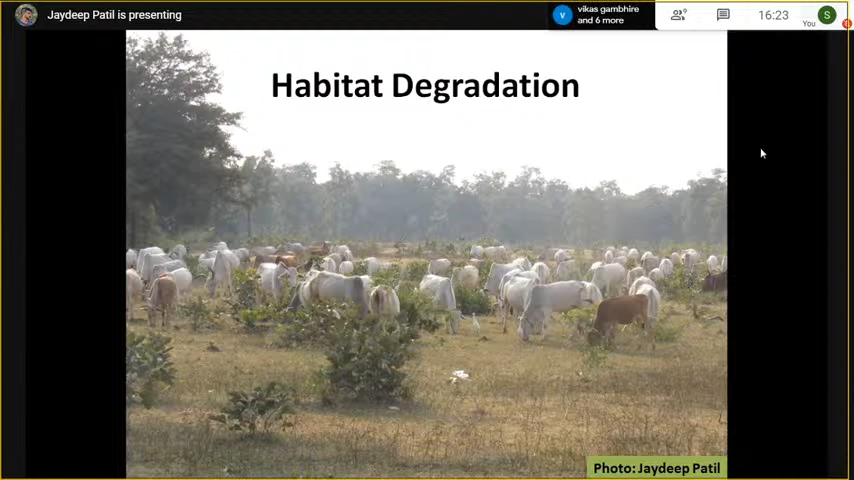 Jaydeep Patil is presenting
v
vikas gambhire
and 6 more
16:23
You
S
Habitat Degradation
Photo: Jaydeep Patil